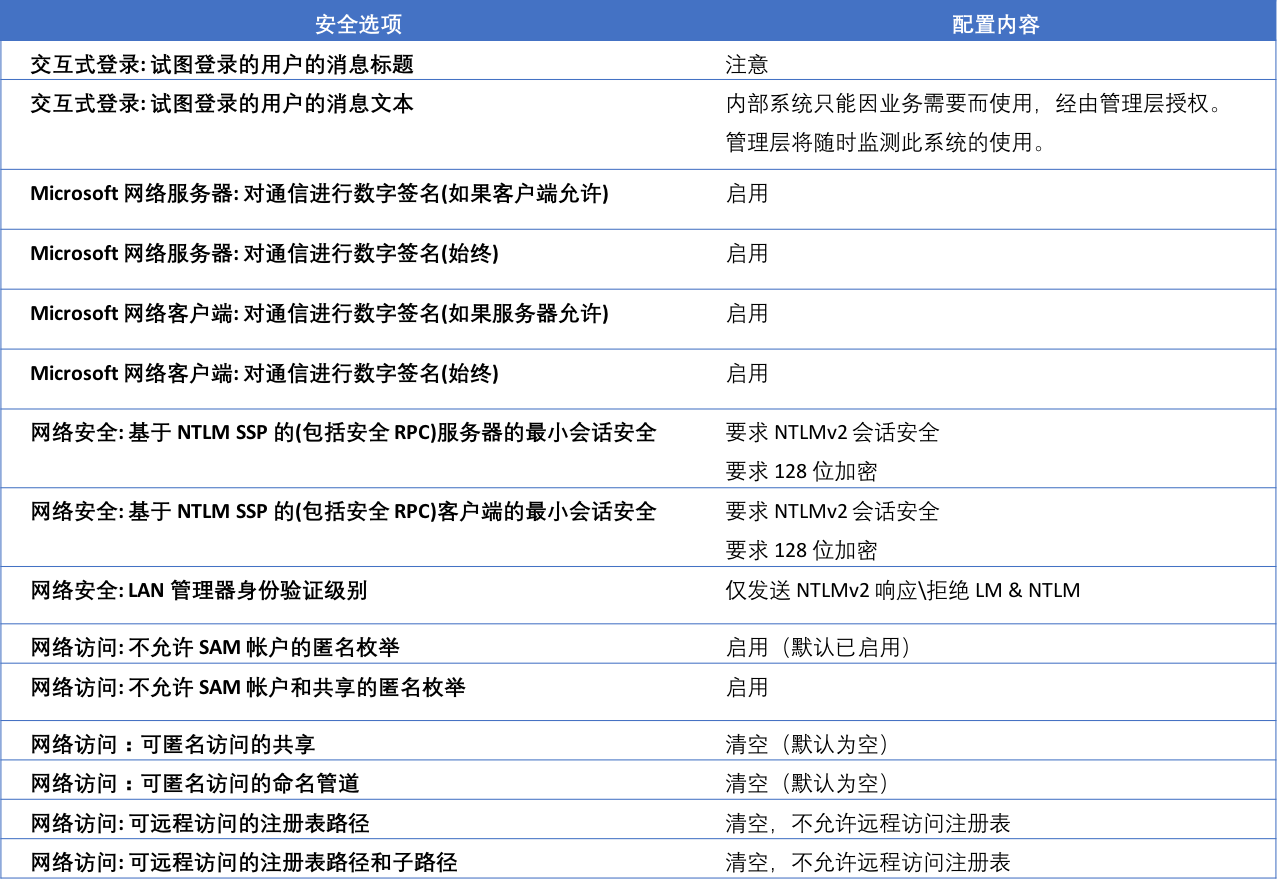 安全选项 配置内容
交互式登录: 试图登录的用户的消息标题 注意
交互式登录: 试图登录的用户的消息文本 内部系统只能因业务需要而使用，经由管理层授权。
管理层将随时监测此系统的使用。
Microsoft 网络服务器: 对通信进行数字签名(如果客户端允许) 启用
Microsoft 网络服务器: 对通信进行数字签名(始终) 启用
Microsoft 网络客户端: 对通信进行数字签名(如果服务器允许) 启用
Microsoft 网络客户端: 对通信进行数字签名(始终) 启用
网络安全: 基于 NTLM SSP 的(包括安全 RPC)服务器的最小会话安全 要求 NTLMv2 会话安全
要求 128 位加密
网络安全: 基于 NTLM SSP 的(包括安全 RPC)客户端的最小会话安全 要求 NTLMv2 会话安全
要求 128 位加密
网络安全: LAN 管理器身份验证级别 仅发送 NTLMv2 响应\拒绝 LM & NTLM
网络访问: 不允许 SAM 帐户的匿名枚举 启用（默认已启用）
网络访问: 不允许 SAM 帐户和共享的匿名枚举 启用
网络访问：可匿名访问的共享 清空（默认为空）
网络访问：可匿名访问的命名管道 清空（默认为空）
网络访问: 可远程访问的注册表路径 清空，不允许远程访问注册表
网络访问: 可远程访问的注册表路径和子路径 清空，不允许远程访问注册表